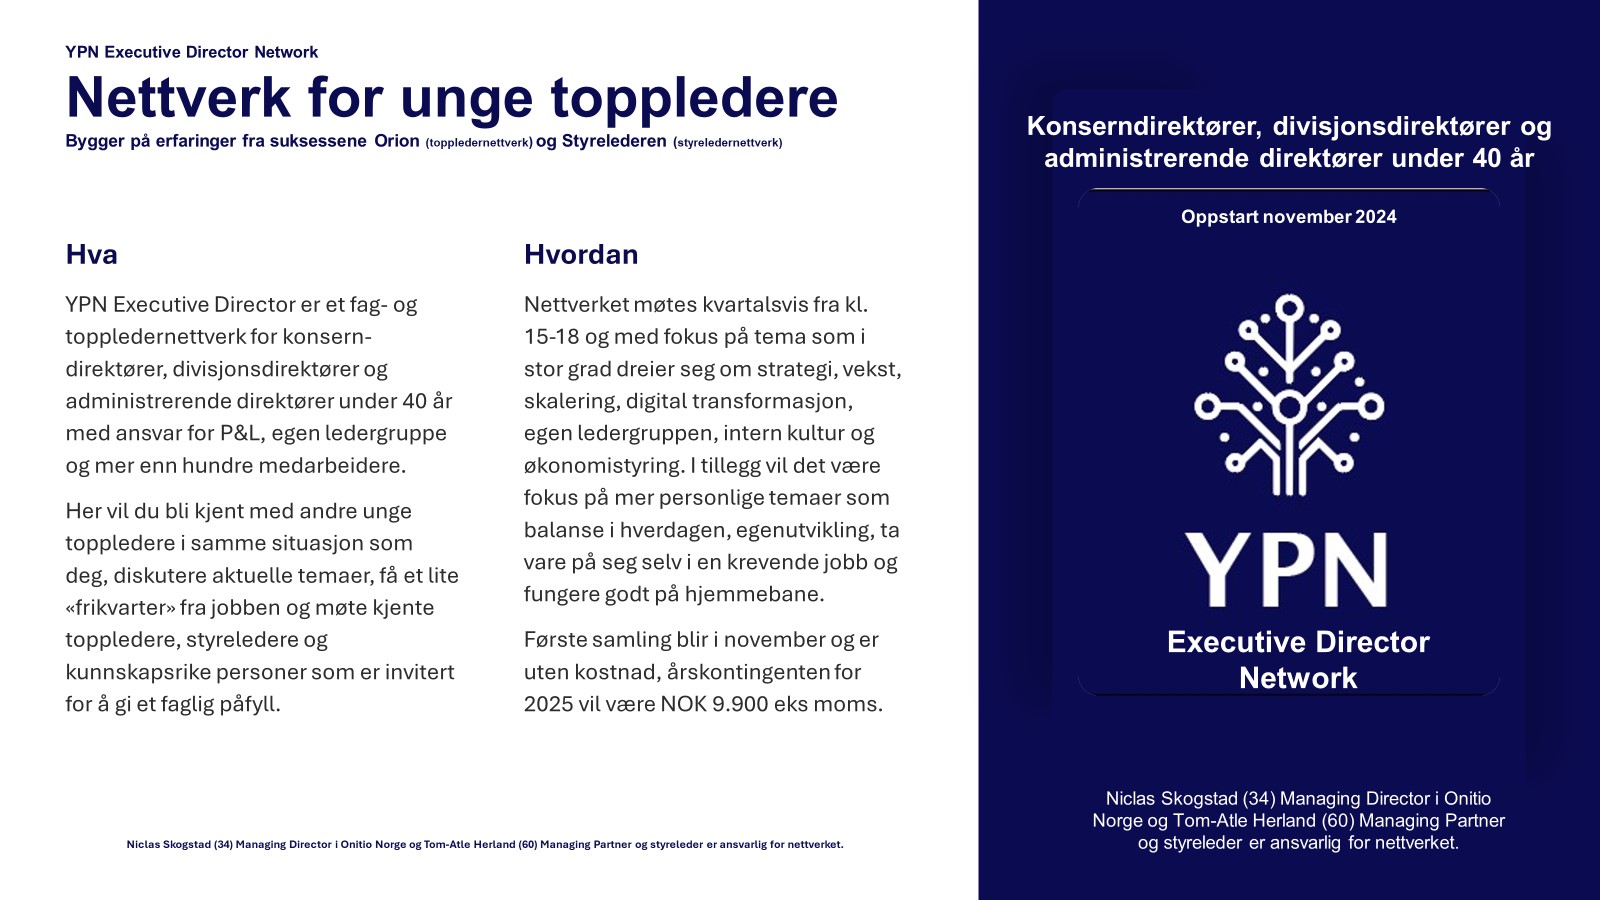 YPN Executive Director Network
Nettverk for unge toppledere
Bygger på erfaringer fra suksessene Orion (toppledernettverk) og Styrelederen (styreledernettverk)
Hva
YPN Executive Director er et fag- og
toppledernettverk for konsern-
direktører, divisjonsdirektører og
administrerende direktører under 40 år
med ansvar for P&L, egen ledergruppe
og mer enn hundre medarbeidere.
Her vil du bli kjent med andre unge
toppledere i samme situasjon som
deg, diskutere aktuelle temaer, få et lite
«frikvarter» fra jobben og møte kjente
toppledere, styreledere og
kunnskapsrike personer som er invitert
for å gi et faglig påfyll.
Hvordan
Nettverket møtes kvartalsvis fra kl.
15-18 og med fokus på tema som i
stor grad dreier seg om strategi, vekst,
skalering, digital transformasjon,
egen ledergruppen, intern kultur og
økonomistyring. I tillegg vil det være
fokus på mer personlige temaer som
balanse i hverdagen, egenutvikling, ta
vare på seg selv i en krevende jobb og
fungere godt på hjemmebane.
Første samling blir i november og er
uten kostnad, årskontingenten for
2025 vil være NOK 9.900 eks moms.
Niclas Skogstad (34) Managing Director i Onitio Norge og Tom-Atle Herland (60) Managing Partner og styreleder er ansvarlig for nettverket.
Konserndirektører, divisjonsdirektører og
administrerende direktører under 40 år
Oppstart november 2024
YPN
Executive Director
Network
Niclas Skogstad (34) Managing Director i Onitio
Norge og Tom-Atle Herland (60) Managing Partner
og styreleder er ansvarlig for nettverket.